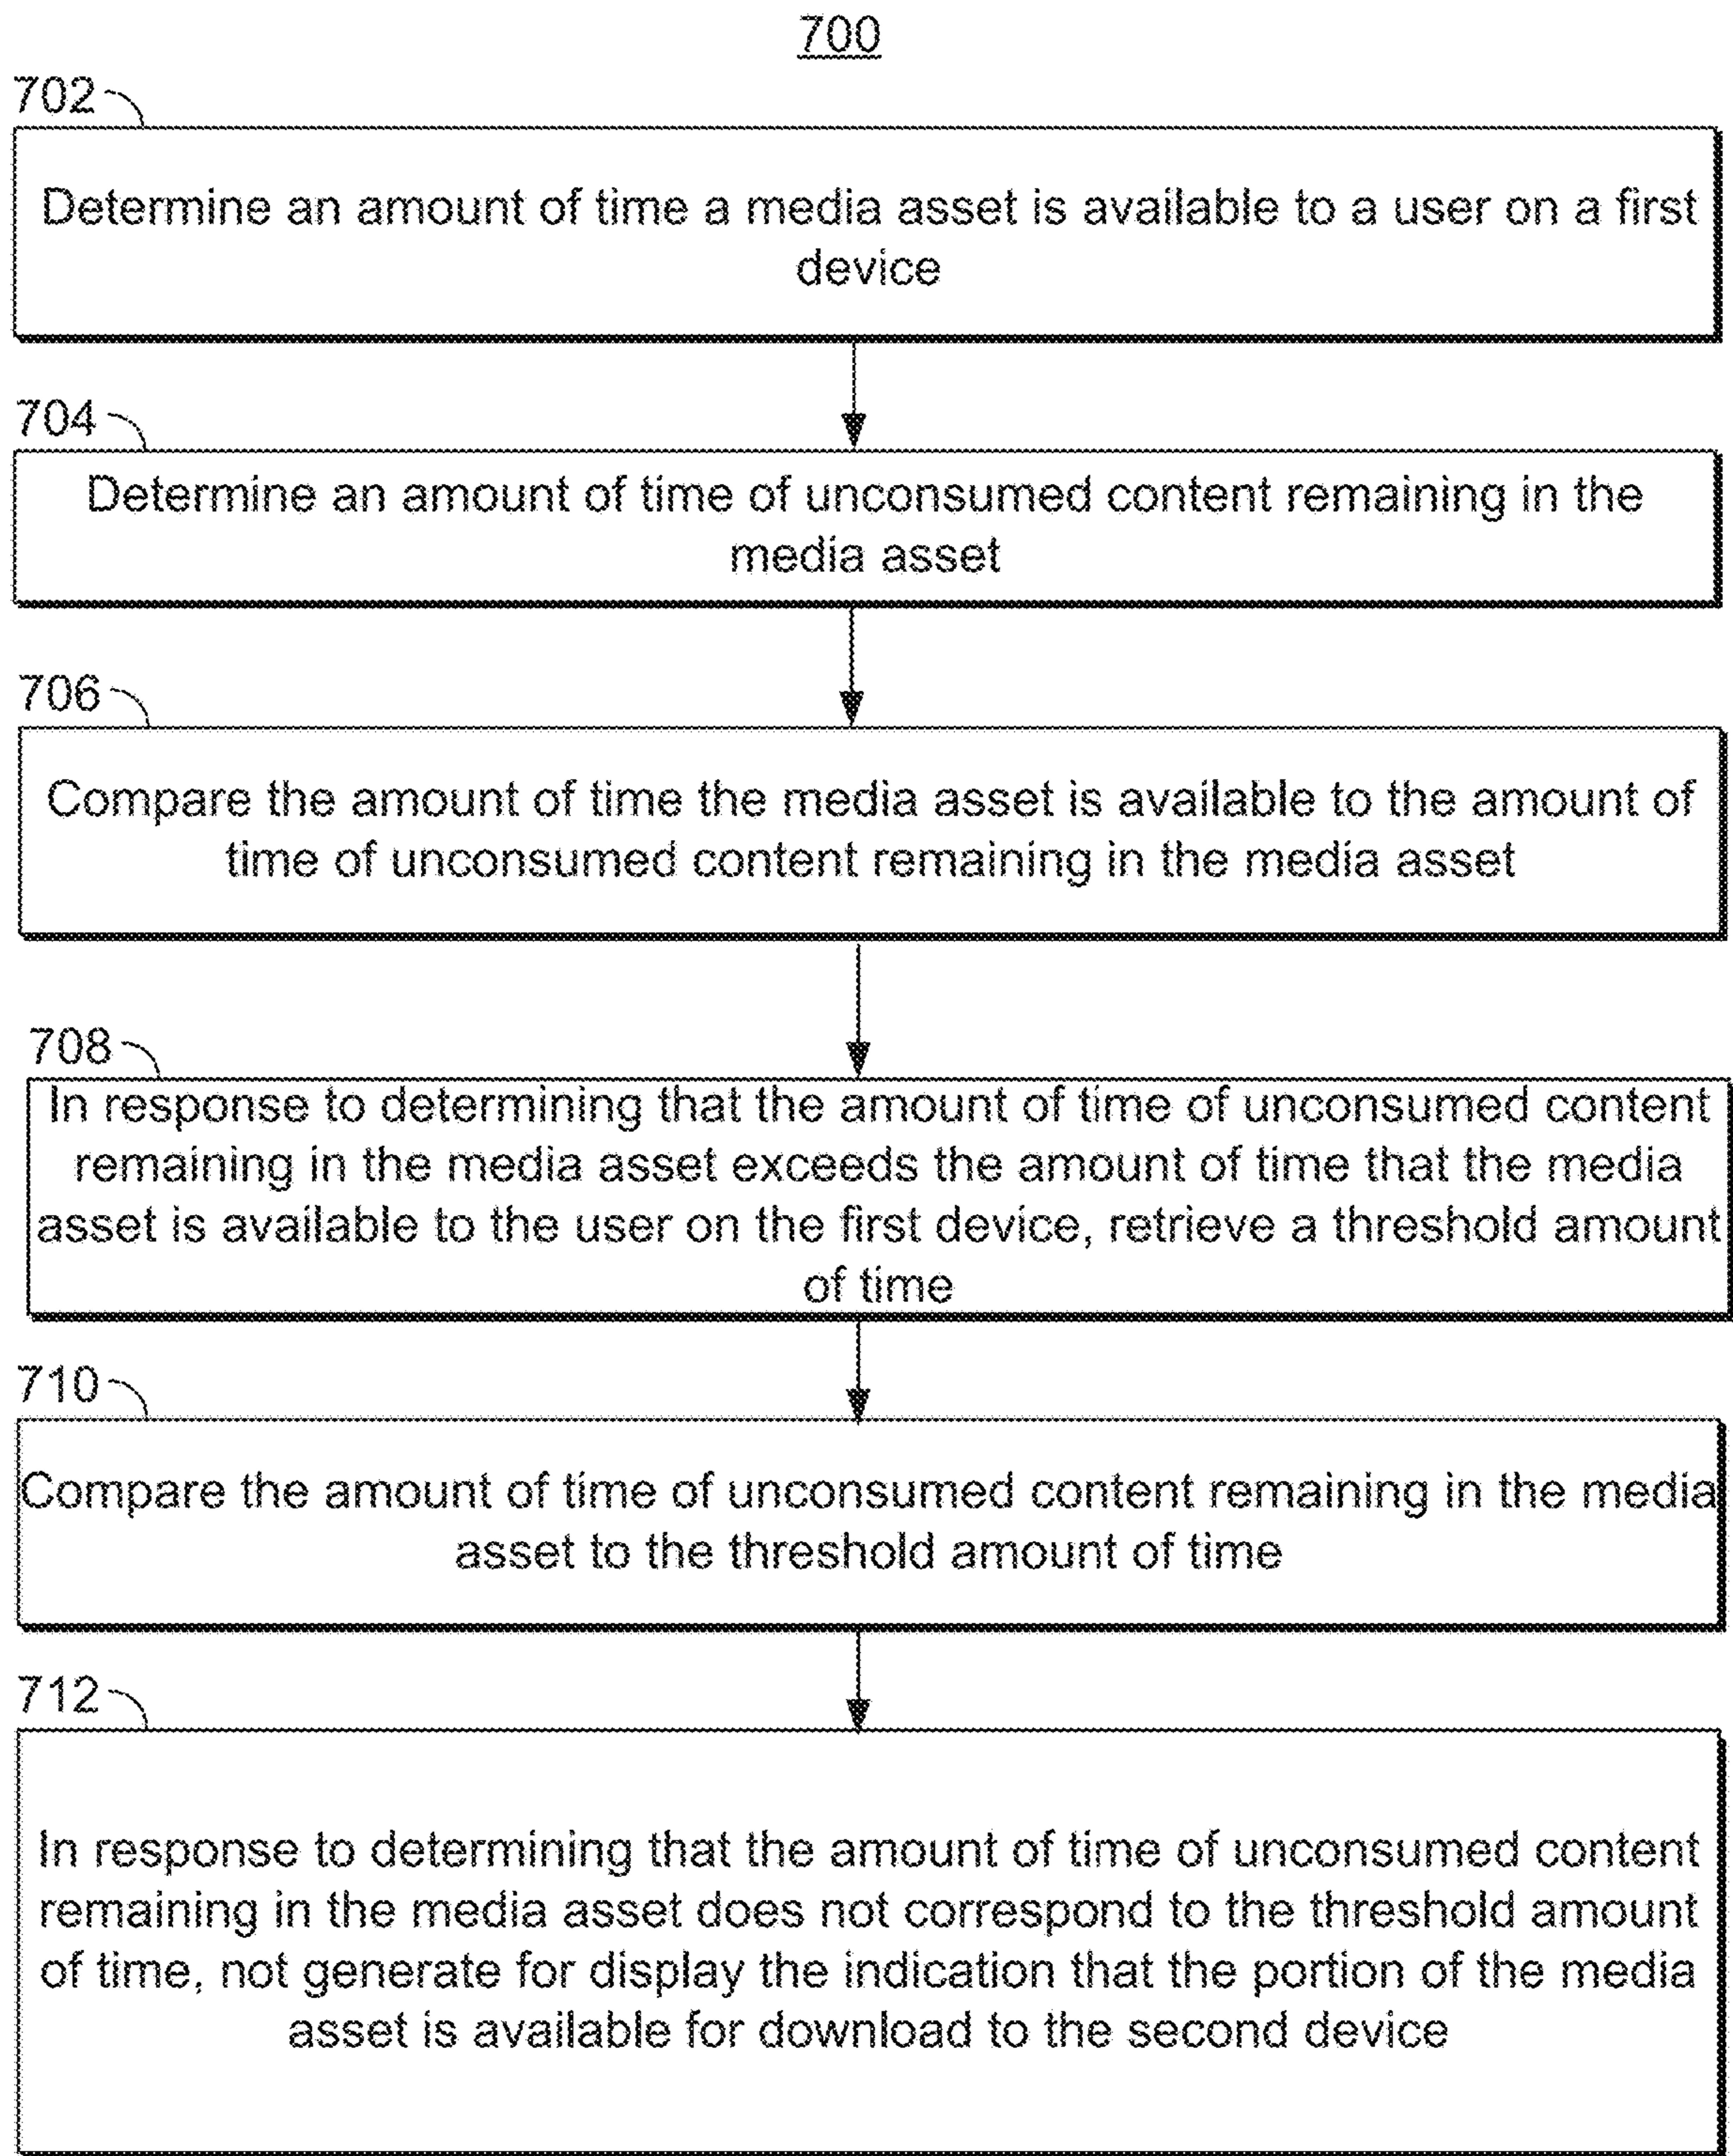 700
702
Determine an amount of time a media asset is available to a user on a first
device
704
Determine an amount of time of unconsumed content remaining in the
media asset
706
Compare the amount of time the media asset is available to the amount of
time of unconsumed content remaining in the media asset
708
In response to determining that the amount of time of unconsumed content
remaining in the media asset exceeds the amount of time that the media
asset is available to the user on the first device, retrieve a threshold amount
of time
710
Compare the amount of time of unconsumed content remaining in the media
asset to the threshold amount of time
712
In response to determining that the amount of time of unconsumed content
remaining in the media asset does not correspond to the threshold amount
of time, not generate for display the indication that the portion of the media
asset is available for download to the second device